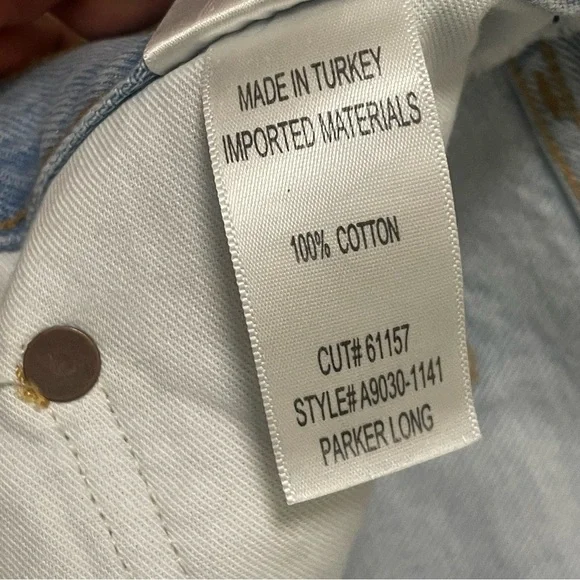 MADE IN TURKEY
IMPORTED MATERIALS
100% COTTON
CUT# 61157
STYLE# A9030-1141
PARKER LONG